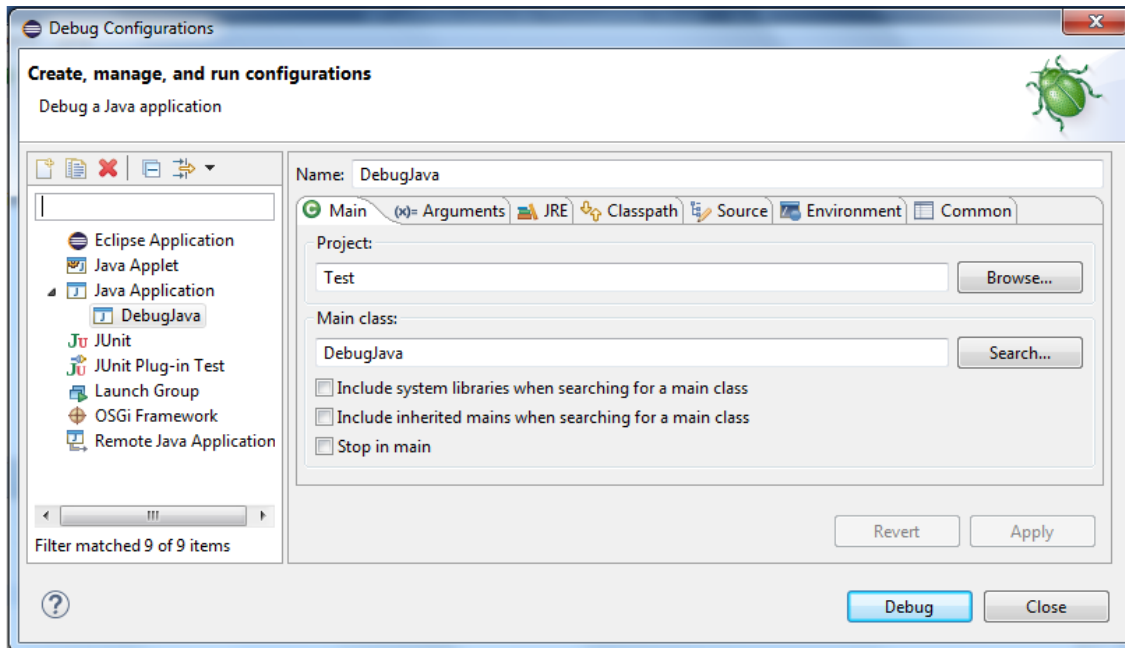 Debug Configurations
Create, manage, and run configurations
Debug a Java application
Name: DebugJava
Main (x)= Arguments JRE Classpath Source Environment Common
Eclipse Application
Java Applet
Java Application
DebugJava
JUnit
JUnit Plug-in Test
Launch Group
OSGi Framework
Remote Java Application
Filter matched 9 of 9 items
Project:
Test Browse...
Main class:
DebugJava Search...
Include system libraries when searching for a main class
Include inherited mains when searching for a main class
Stop in main
Revert Apply
Debug Close